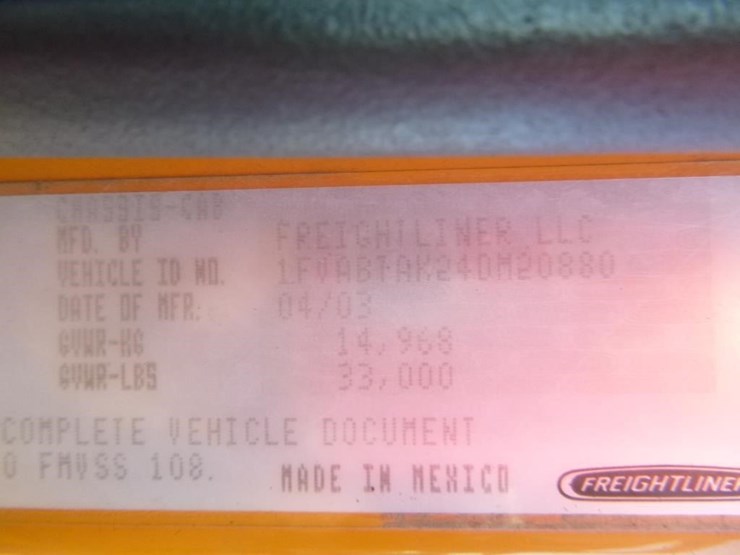 CHASSIS-CAB
MFD. BY FREIGHTLINER LLC
VEHICLE ID NO. 1FVABTAK24DM20880
DATE OF MFR: 04/03
GVWR-KG 14,968
GVWR-LBS 33,000
COMPLETE VEHICLE DOCUMENT
O FMVSS 108. MADE IN MEXICO
FREIGHTLINER